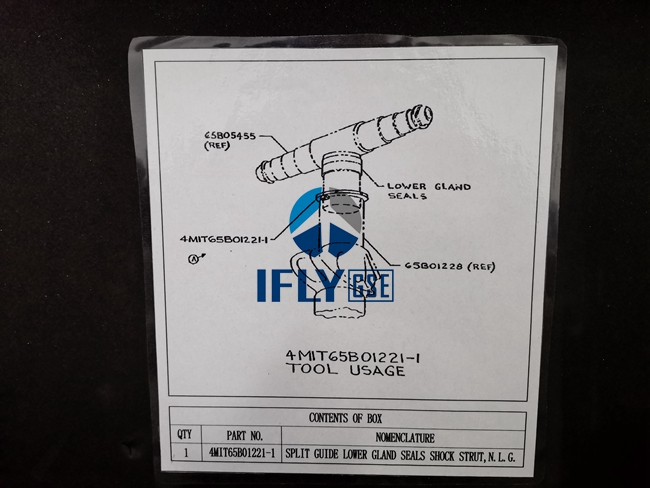 65B05455
(REF)
LOWER GLAND
SEALS
4MIT65B01221-1
A
65B01228 (REF)
IFLY GSE
4MIT65B01221-1
TOOL USAGE
CONTENTS OF BOX
QTY PART NO. NOMENCLATURE
1 4MIT65B01221-1 SPLIT GUIDE LOWER GLAND SEALS SHOCK STRUT, N.L.G.